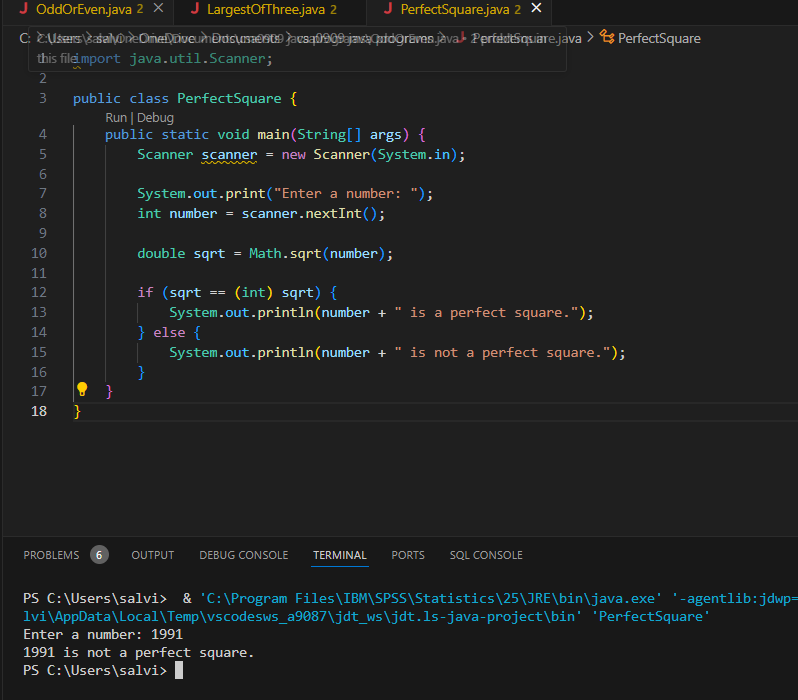 OddOrEven.java 2 LargestOfThree.java 2 PerfectSquare.java 2
C: > Users > salvi > OneDrive > Documents > PerfectSquare.java > PerfectSquare
this file
import java.util.Scanner;
2
3 public class PerfectSquare {
Run | Debug
4 public static void main(String[] args) {
5 Scanner scanner = new Scanner(System.in);
6
7 System.out.print("Enter a number: ");
8 int number = scanner.nextInt();
9
10 double sqrt = Math.sqrt(number);
11
12 if (sqrt == (int) sqrt) {
13 System.out.println(number + " is a perfect square.");
14 } else {
15 System.out.println(number + " is not a perfect square.");
16 }
17 }
18 }
PROBLEMS 6 OUTPUT DEBUG CONSOLE TERMINAL PORTS SQL CONSOLE
PS C:\Users\salvi> & 'C:\Program Files\IBM\SPSS\Statistics\25\JRE\bin\java.exe' '-agentlib:jdwp=
lvi\AppData\Local\Temp\vscodesws_a9087\jdt_ws\jdt.ls-java-project\bin' 'PerfectSquare'
Enter a number: 1991
1991 is not a perfect square.
PS C:\Users\salvi>